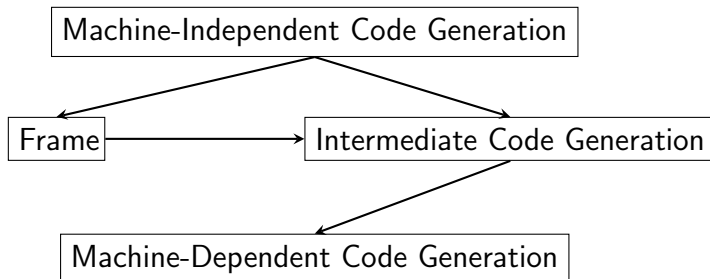 Machine-Independent Code Generation
Frame
Intermediate Code Generation
Machine-Dependent Code Generation